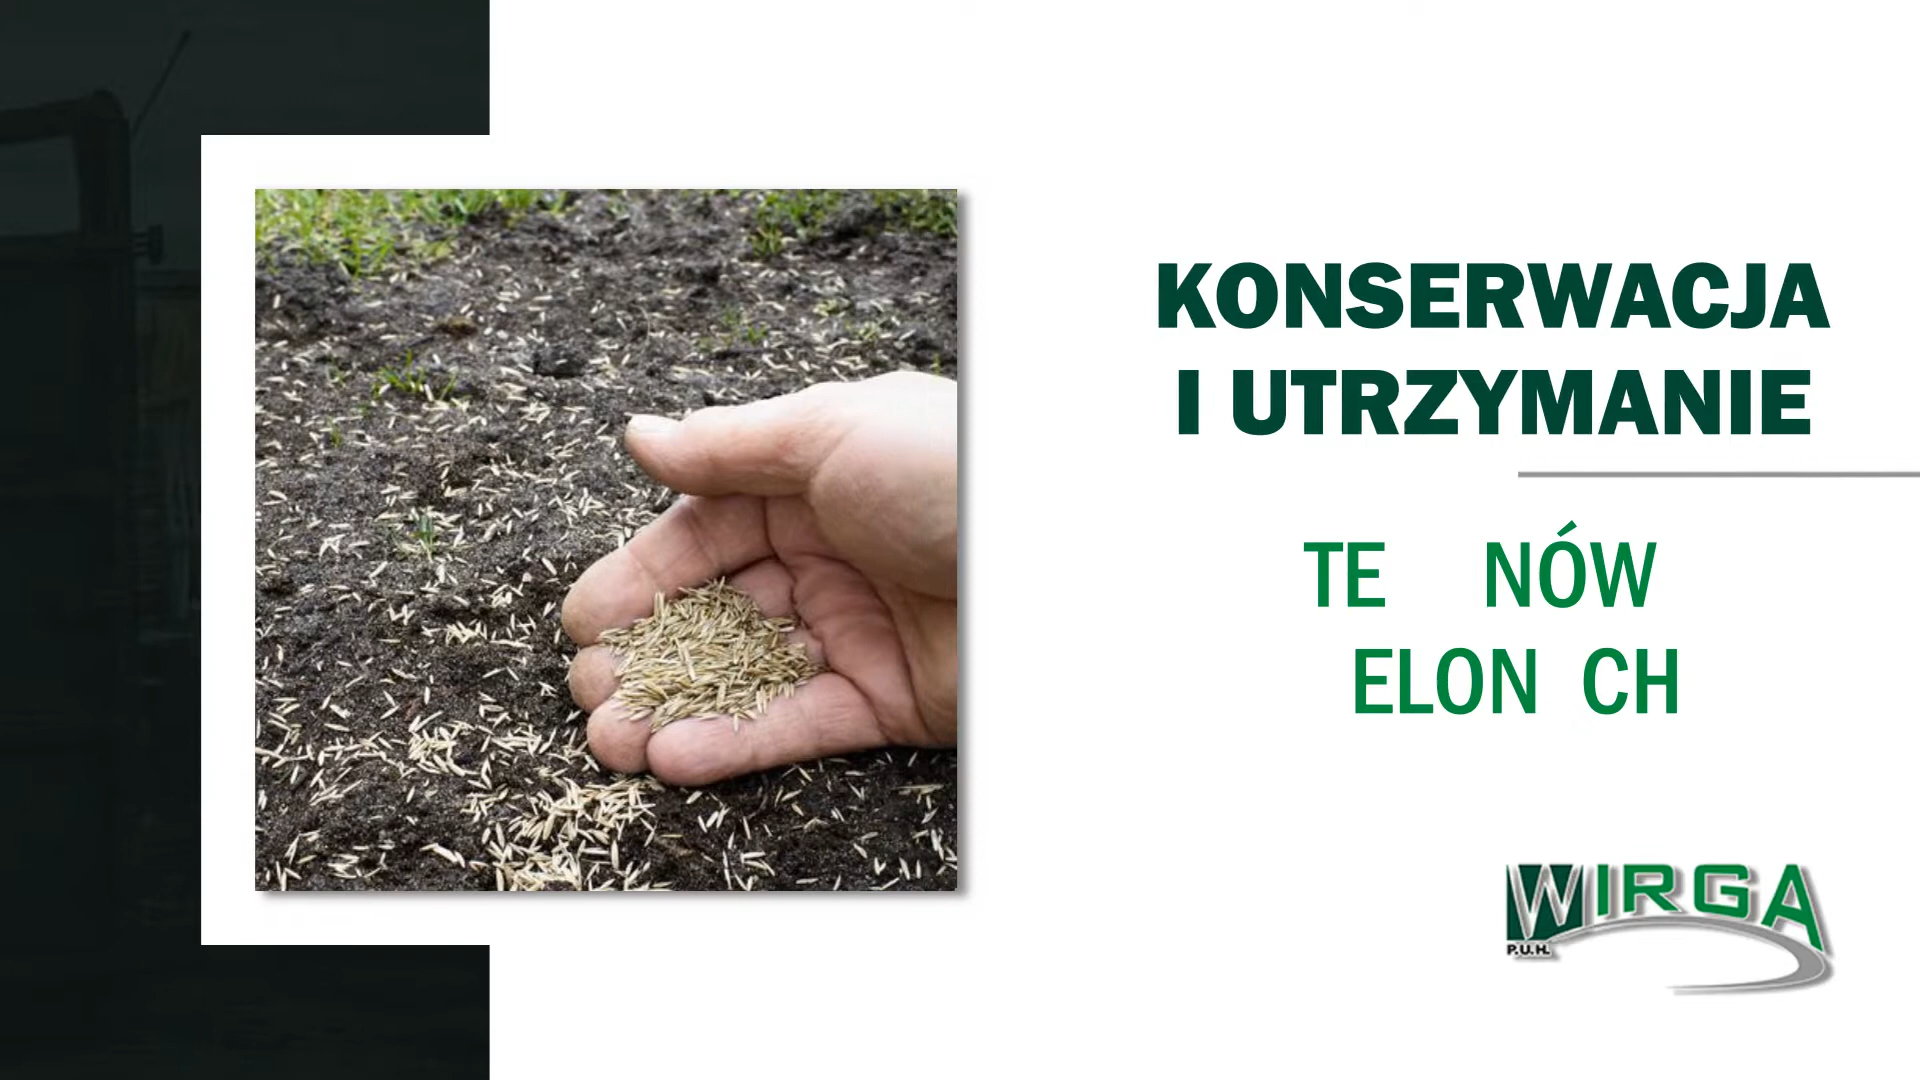 KONSERWACJA
I UTRZYMANIE
TE NÓW
ELON CH
WIRGA
P.U.H.